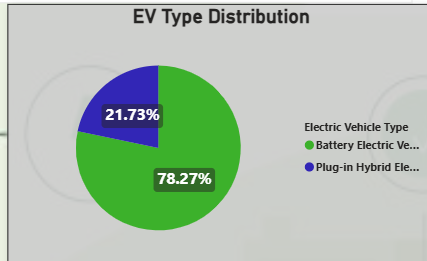 EV Type Distribution
21.73%
78.27%
Electric Vehicle Type
Battery Electric Ve...
Plug-in Hybrid Ele...